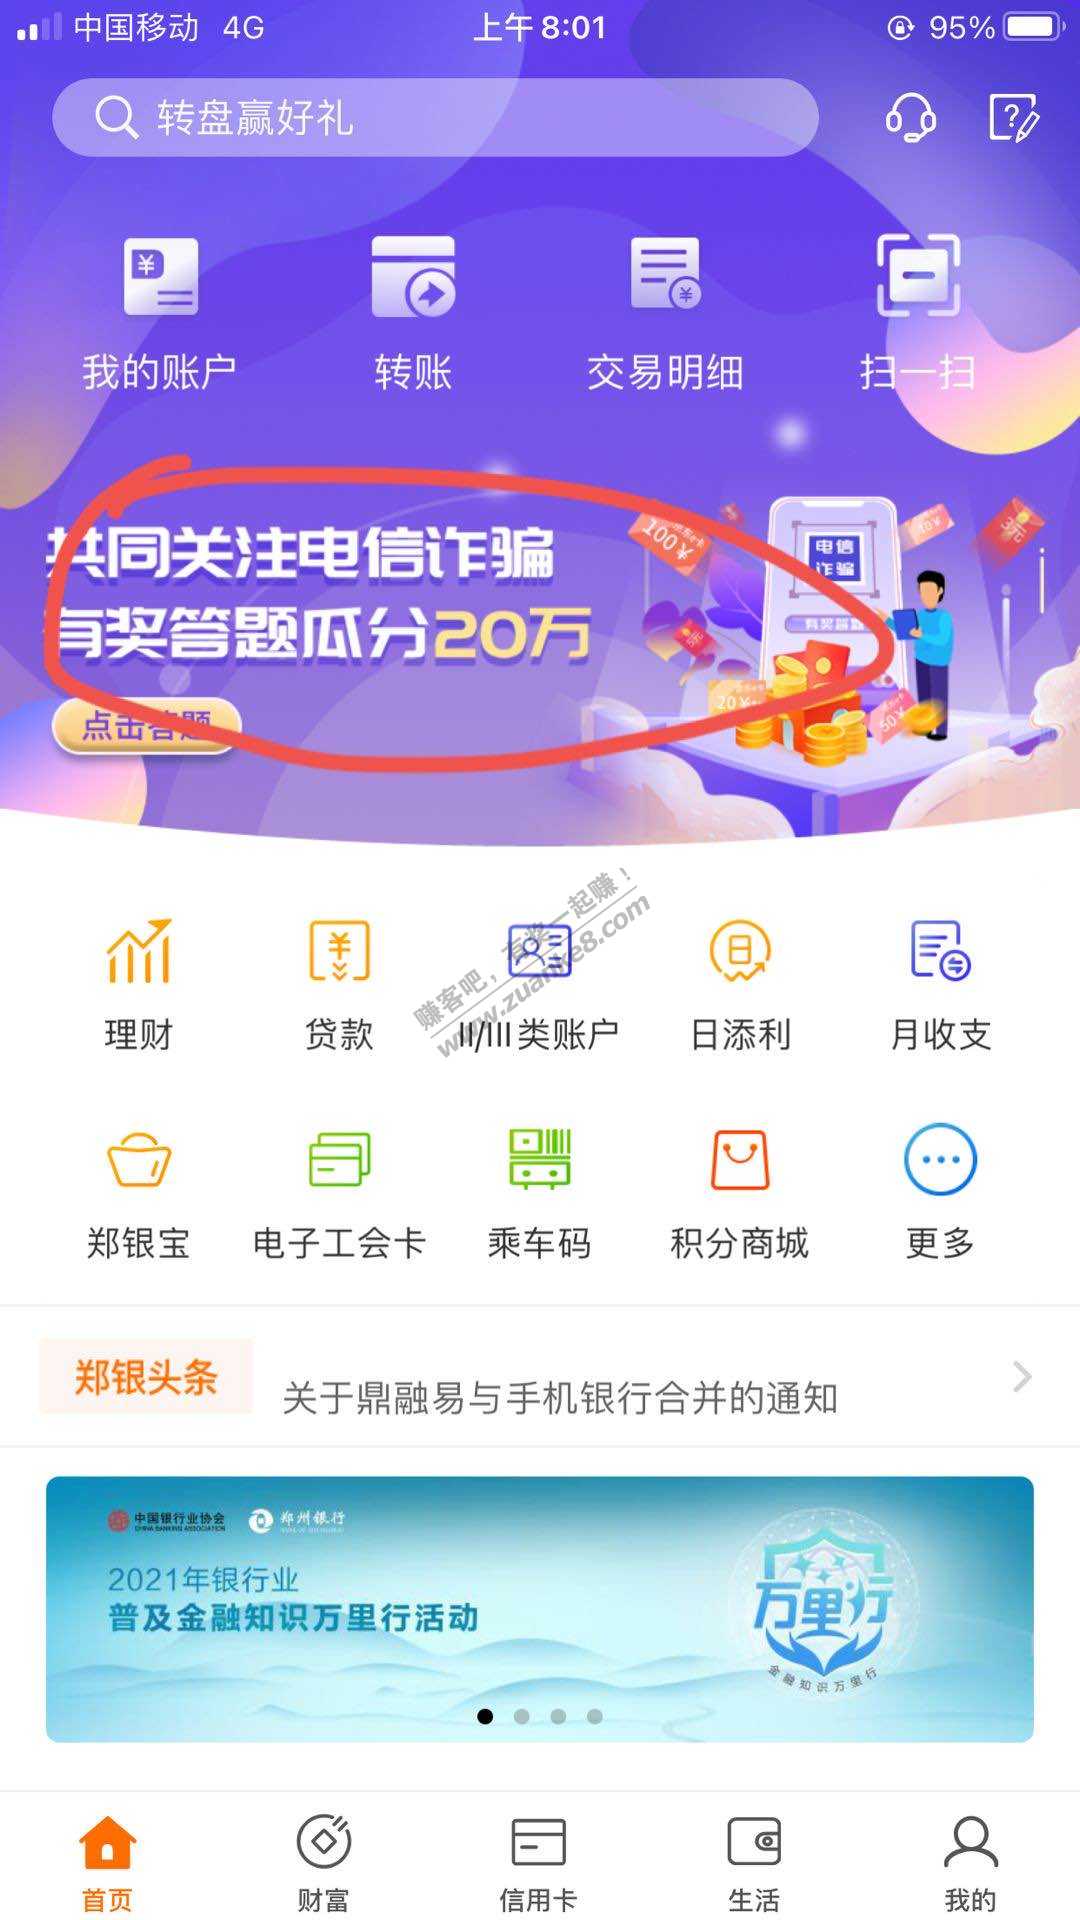 中国移动 4G 上午8:01 95%
转盘赢好礼
我的账户 转账 交易明细 扫一扫
共同关注电信诈骗
有奖答题瓜分20万
点击答题
100大
10¥
3元
电信
诈骗
有奖答题
5元
20¥
50¥
理财 贷款 II/III类账户 日添利 月收支
赚客吧，有奖一起赚！
www.zuanke8.com
郑银宝 电子工会卡 乘车码 积分商城 更多
郑银头条 关于鼎融易与手机银行合并的通知
中国银行业协会 郑州银行
CHINA BANKING ASSOCIATION
2021年银行业
普及金融知识万里行活动
万里行
金融知识万里行
首页 财富 信用卡 生活 我的